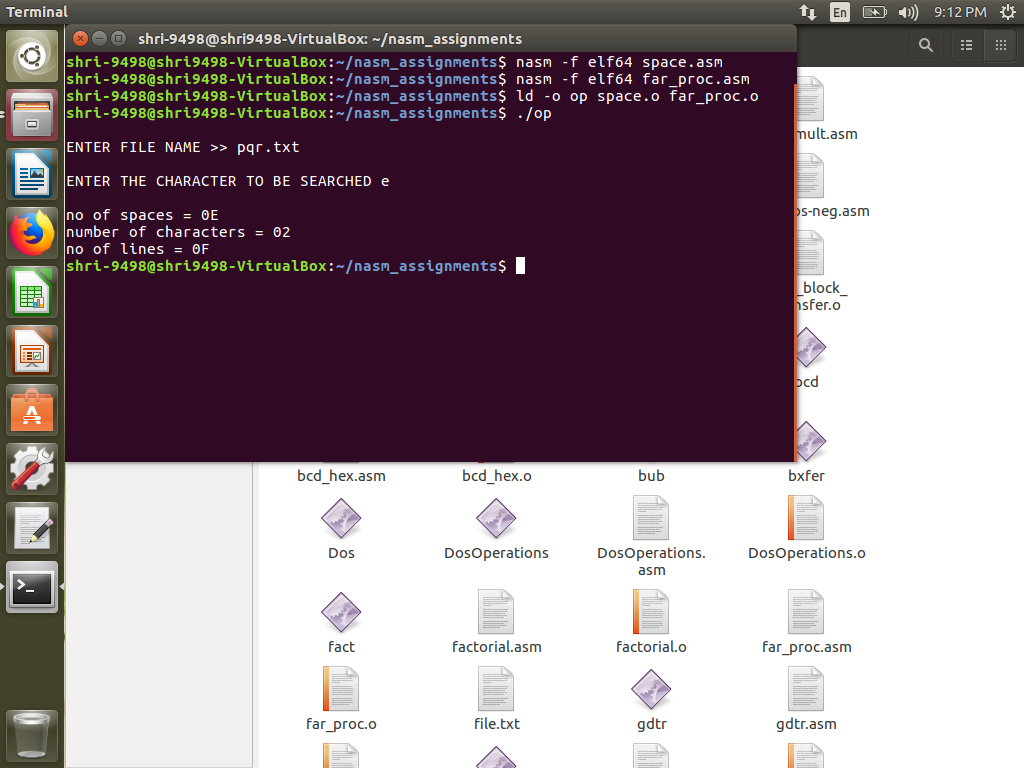 Terminal
En
9:12 PM
shri-9498@shri9498-VirtualBox: ~/nasm_assignments
shri-9498@shri9498-VirtualBox:~/nasm_assignments$ nasm -f elf64 space.asm
shri-9498@shri9498-VirtualBox:~/nasm_assignments$ nasm -f elf64 far_proc.asm
shri-9498@shri9498-VirtualBox:~/nasm_assignments$ ld -o op space.o far_proc.o
shri-9498@shri9498-VirtualBox:~/nasm_assignments$ ./op
ENTER FILE NAME >> pqr.txt
ENTER THE CHARACTER TO BE SEARCHED e
no of spaces = 0E
number of characters = 02
no of lines = 0F
shri-9498@shri9498-VirtualBox:~/nasm_assignments$
mult.asm
os-neg.asm
_block_
nsfer.o
bcd
bcd_hex.asm
bcd_hex.o
bub
bxfer
Dos
DosOperations
DosOperations.
asm
DosOperations.o
fact
factorial.asm
factorial.o
far_proc.asm
far_proc.o
file.txt
gdtr
gdtr.asm